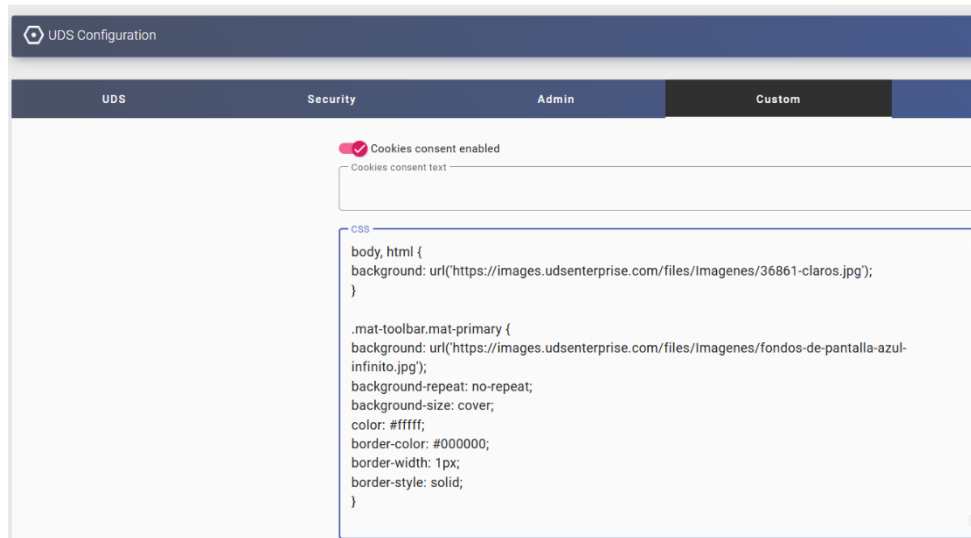 UDS Configuration
UDS Security Admin Custom
Cookies consent enabled
Cookies consent text
CSS
body, html {
background: url('https://images.udsenterprise.com/files/Imagenes/36861-claros.jpg');
}
.mat-toolbar.mat-primary {
background: url('https://images.udsenterprise.com/files/Imagenes/fondos-de-pantalla-azul-
infinito.jpg');
background-repeat: no-repeat;
background-size: cover;
color: #fffff;
border-color: #000000;
border-width: 1px;
border-style: solid;
}